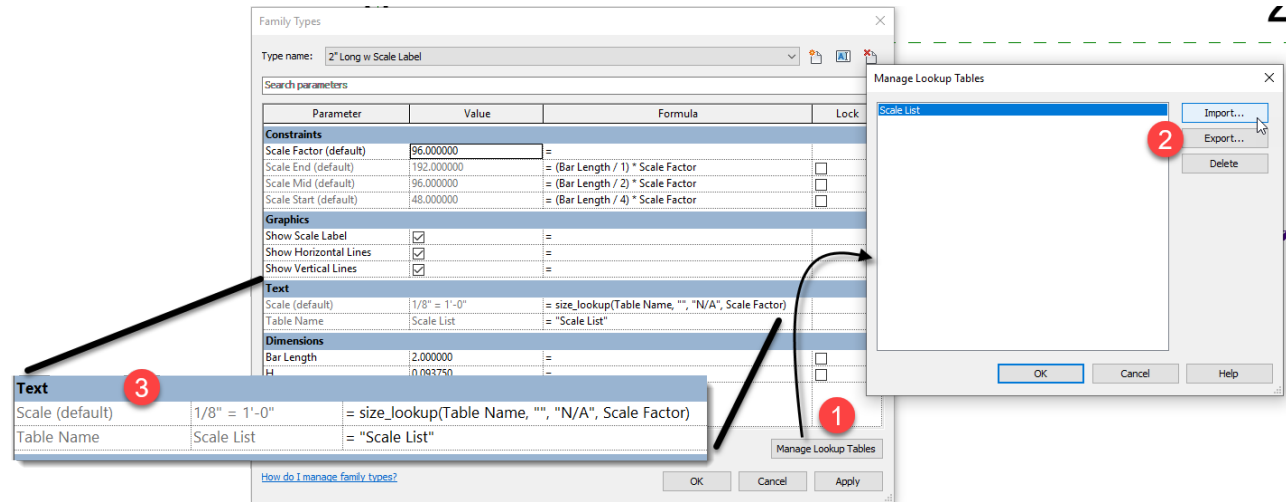 Family Types
Type name: 2" Long w Scale Label
Search parameters
Parameter Value Formula Lock
Constraints
Scale Factor (default) 96.000000 =
Scale End (default) 192.000000 = (Bar Length / 1) * Scale Factor
Scale Mid (default) 96.000000 = (Bar Length / 2) * Scale Factor
Scale Start (default) 48.000000 = (Bar Length / 4) * Scale Factor
Graphics
Show Scale Label =
Show Horizontal Lines =
Show Vertical Lines =
Text
Scale (default) 1/8" = 1'-0" = size_lookup(Table Name, "", "N/A", Scale Factor)
Table Name Scale List = "Scale List"
Dimensions
Bar Length 2.000000 =
H 0.093750 =
1
Manage Lookup Tables
How do I manage family types?
OK Cancel Apply
Manage Lookup Tables
Scale List
Import...
2
Export...
Delete
OK Cancel Help
Text 3
Scale (default) 1/8" = 1'-0" = size_lookup(Table Name, "", "N/A", Scale Factor)
Table Name Scale List = "Scale List"